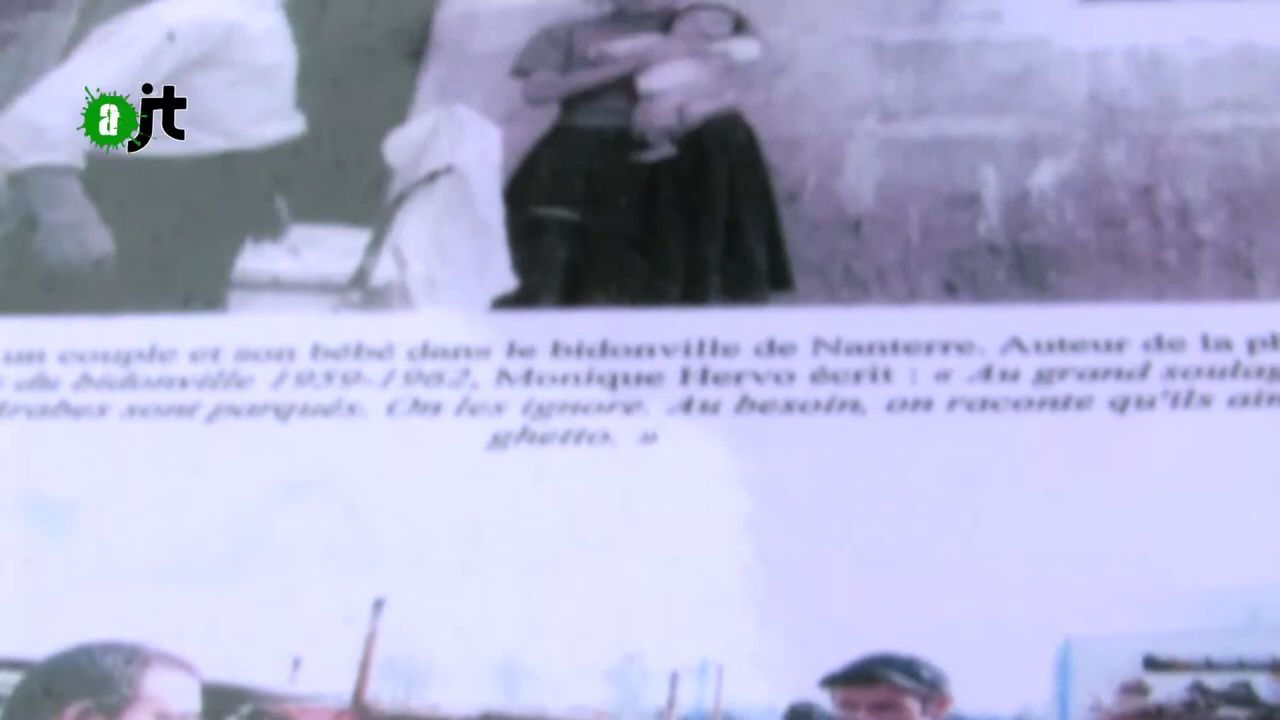 ajt
un couple et son bébé dans le bidonville de Nanterre. Auteur de la
du bidonville 1959-1962, Monique Hervo écrit : « Au grand
sont parqués. On les ignore. Au besoin, on raconte qu'ils
ghetto. »